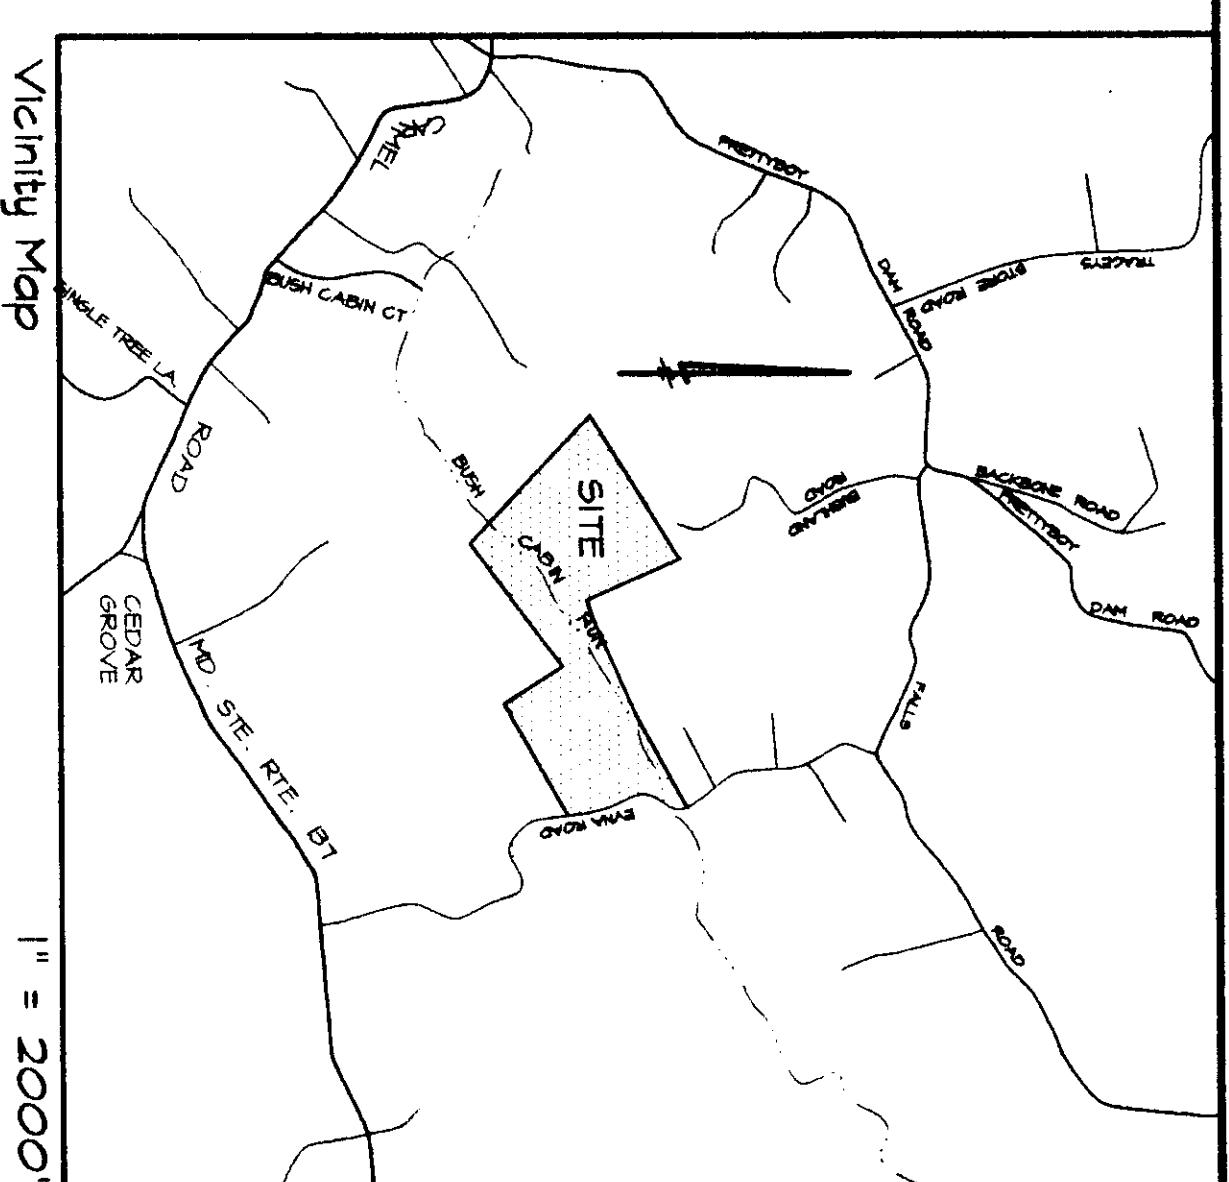 TRACEYS
STORE ROAD
PRETTYBOY
DAM
ROAD
BACKBONE ROAD
PRETTYBOY
DAM ROAD
BUSHLAND
ROAD
FALLS
ROAD
CARMEL
ROAD
BUSH CABIN CT
SINGLE TREE LA.
SITE
BUSH
CABIN
RUN
EVNA ROAD
CEDAR
GROVE
MD. STE. RTE. 137
Vicinity Map
1" = 2000'